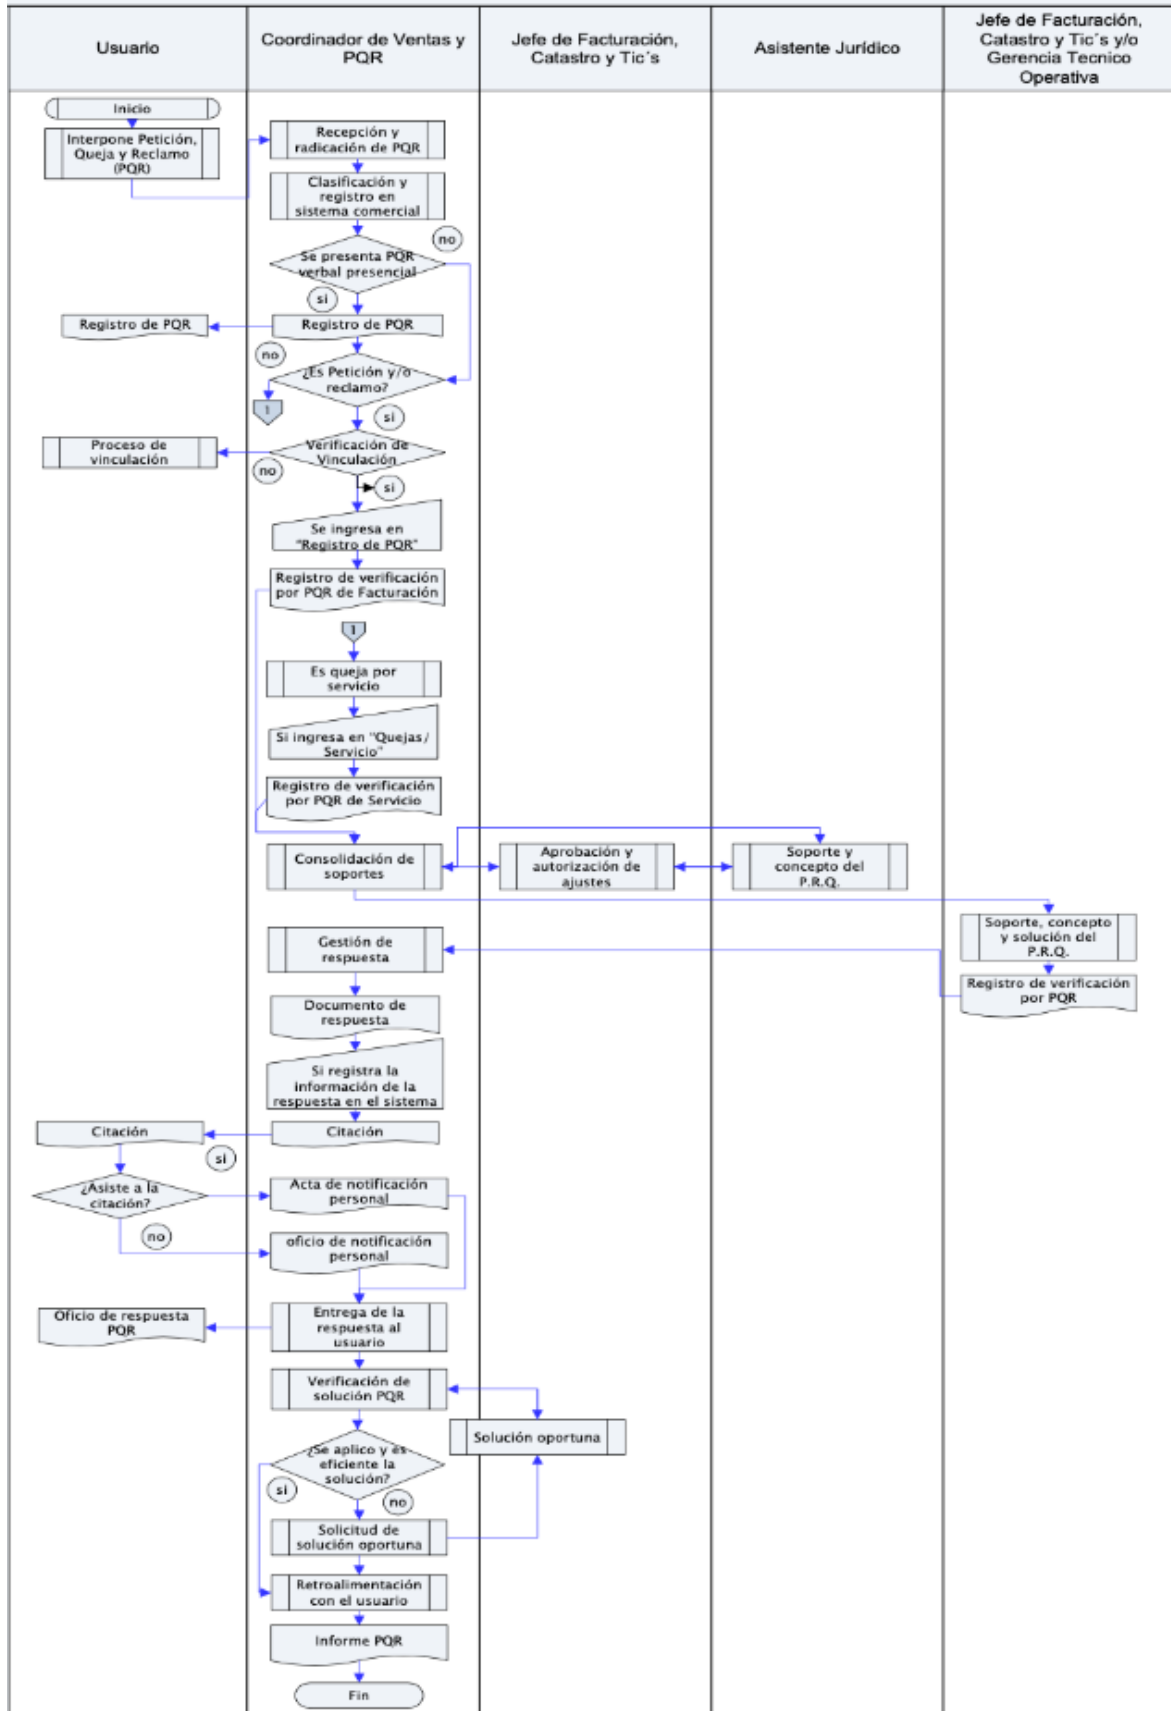 Usuario
Coordinador de Ventas y
PQR
Jefe de Facturación,
Catastro y Tic´s
Asistente Jurídico
Jefe de Facturación,
Catastro y Tic´s y/o
Gerencia Tecnico
Operativa
Inicio
Interpone Petición,
Queja y Reclamo
(PQR)
Recepción y
radicación de PQR
Clasificación y
registro en
sistema comercial
no
Se presenta PQR
verbal presencial
si
Registro de PQR
Registro de PQR
no
¿Es Petición y/o
reclamo?
1
si
Proceso de
vinculación
Verificación de
Vinculación
no
si
Se ingresa en
"Registro de PQR"
Registro de verificación
por PQR de Facturación
1
Es queja por
servicio
Si ingresa en "Quejas/
Servicio"
Registro de verificación
por PQR de Servicio
Consolidación de
soportes
Aprobación y
autorización de
ajustes
Soporte y
concepto del
P.R.Q.
Soporte, concepto
y solución del
P.R.Q.
Gestión de
respuesta
Registro de verificación
por PQR
Documento de
respuesta
Si registra la
información de la
respuesta en el sistema
Citación
Citación
si
¿Asiste a la
citación?
Acta de notificación
personal
no
oficio de notificación
personal
Oficio de respuesta
PQR
Entrega de la
respuesta al
usuario
Verificación de
solución PQR
Solución oportuna
¿Se aplico y es
eficiente la
solución?
si
no
Solicitud de
solución oportuna
Retroalimentación
con el usuario
Informe PQR
Fin